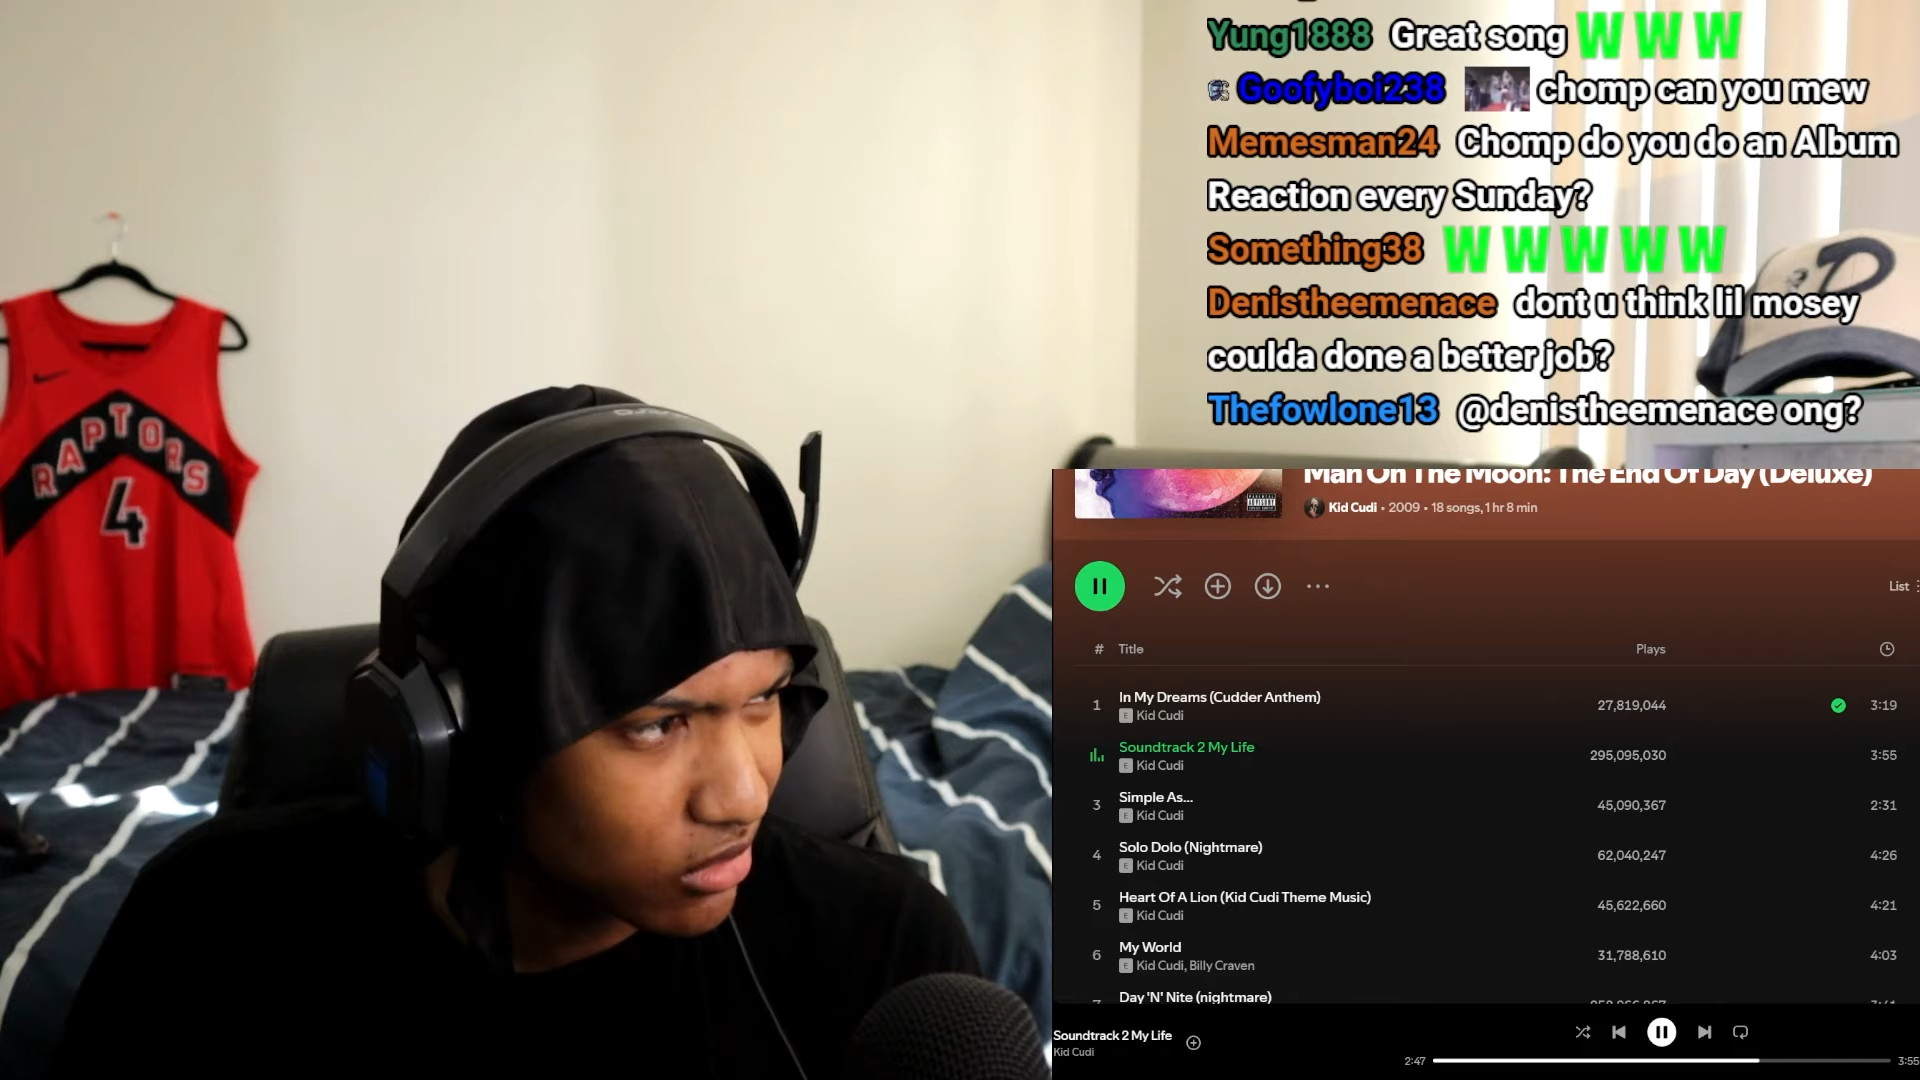 Yung1888 Great song W W W
Goofyboi238 chomp can you mew
Memesman24 Chomp do you do an Album
Reaction every Sunday?
Something38 W W W W W
Denistheemenace dont u think lil mosey
coulda done a better job?
Thefowlone13 @denistheemenace ong?
RAPTORS
4
Man On The Moon: The End Of Day (Deluxe)
Kid Cudi • 2009 • 18 songs, 1 hr 8 min
List
# Title Plays
1 In My Dreams (Cudder Anthem) 27,819,044 3:19
E Kid Cudi
Soundtrack 2 My Life 295,095,030 3:55
E Kid Cudi
3 Simple As... 45,090,367 2:31
E Kid Cudi
4 Solo Dolo (Nightmare) 62,040,247 4:26
E Kid Cudi
5 Heart Of A Lion (Kid Cudi Theme Music) 45,622,660 4:21
E Kid Cudi
6 My World 31,788,610 4:03
E Kid Cudi, Billy Craven
Day 'N' Nite (nightmare)
Soundtrack 2 My Life
Kid Cudi
2:47 3:55